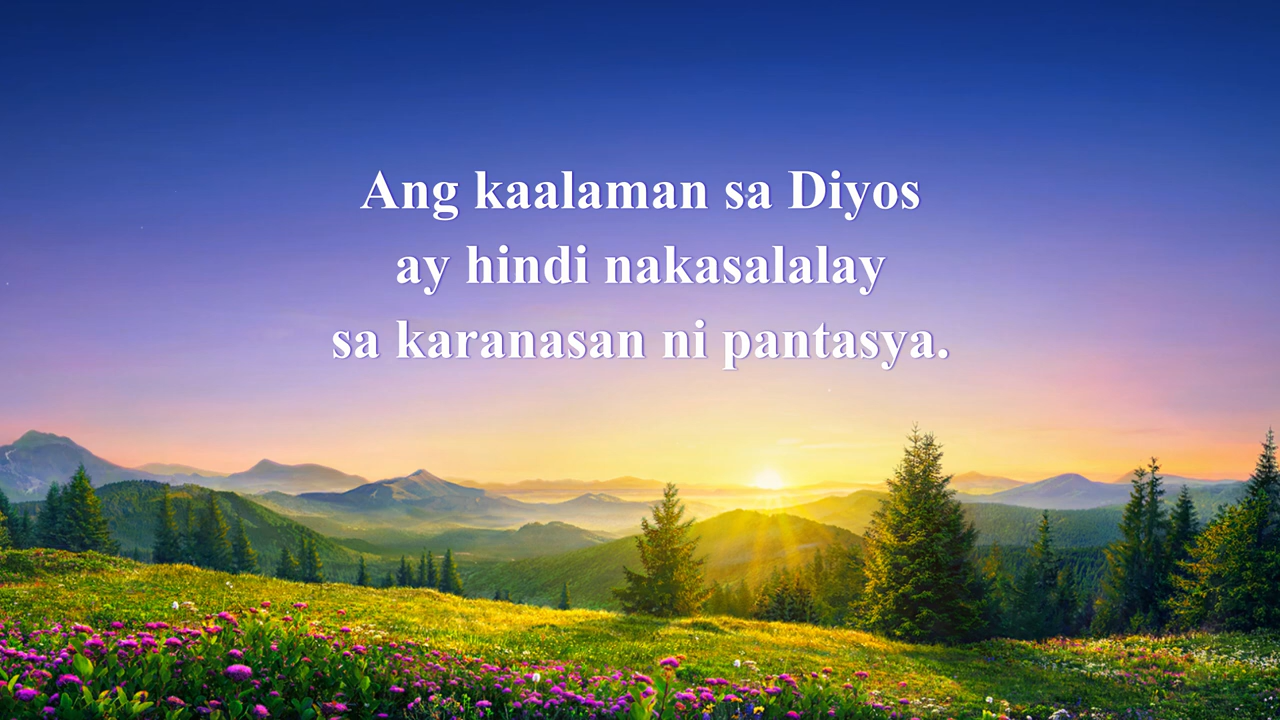 Ang kaalaman sa Diyos
ay hindi nakasalalay
sa karanasan ni pantasya.